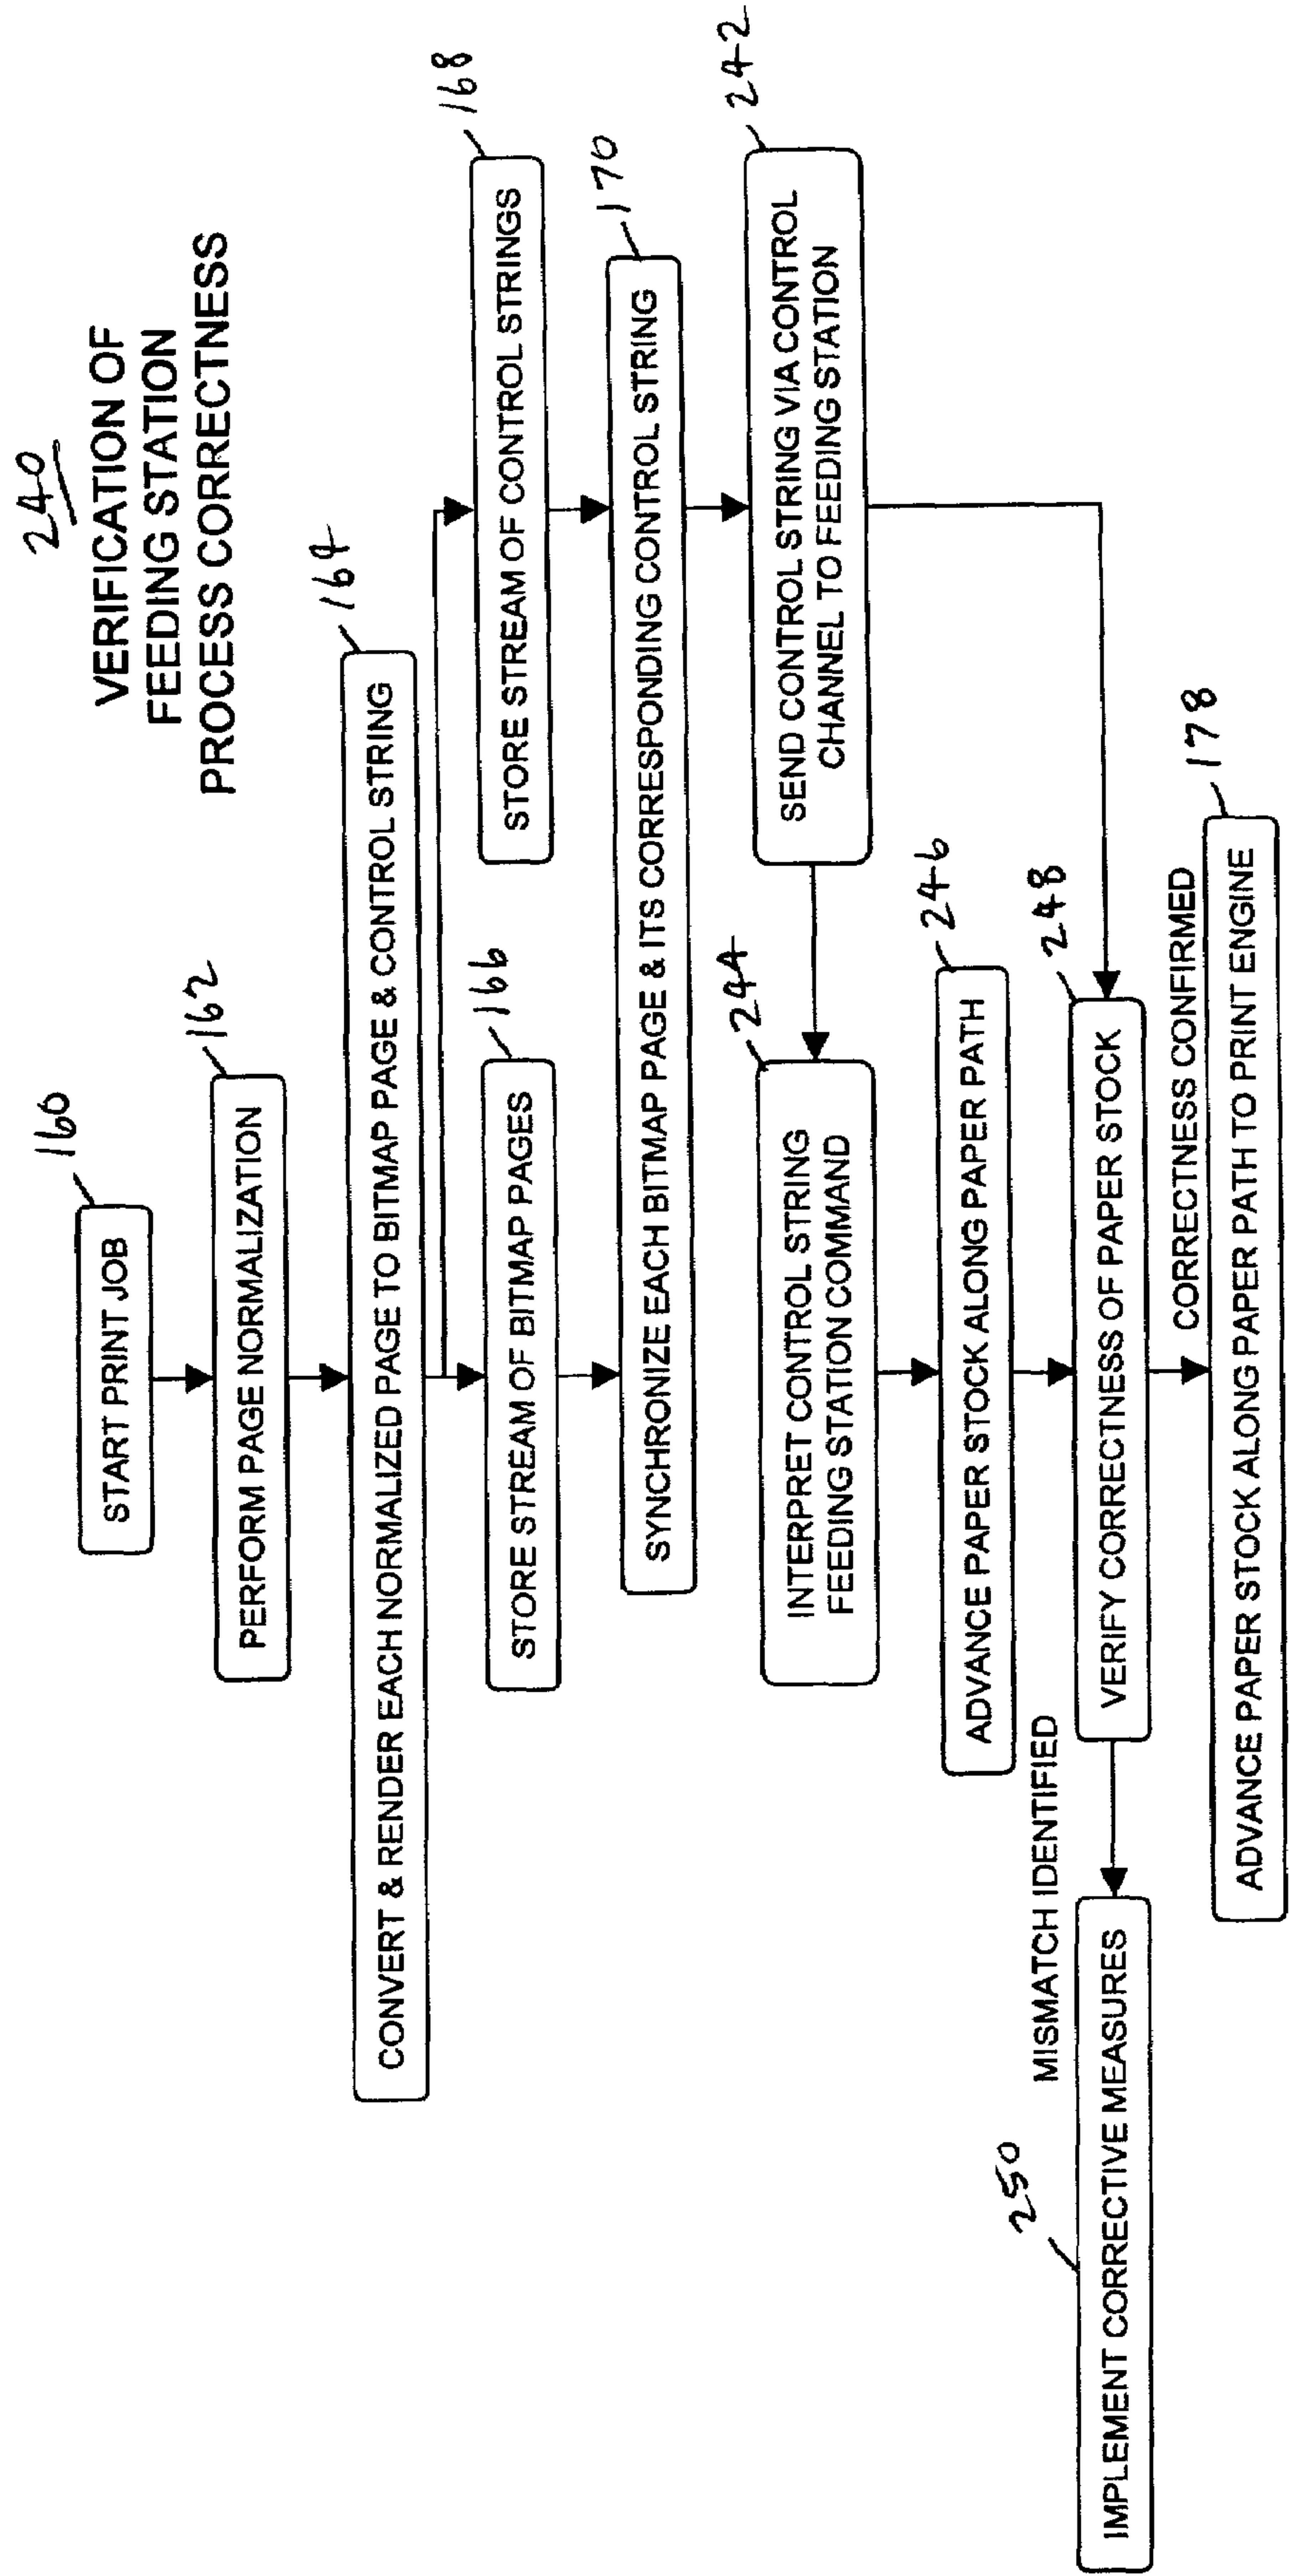 240
VERIFICATION OF
FEEDING STATION
PROCESS CORRECTNESS
160
START PRINT JOB
162
PERFORM PAGE NORMALIZATION
164
CONVERT & RENDER EACH NORMALIZED PAGE TO BITMAP PAGE & CONTROL STRING
166
STORE STREAM OF BITMAP PAGES
168
STORE STREAM OF CONTROL STRINGS
170
SYNCHRONIZE EACH BITMAP PAGE & ITS CORRESPONDING CONTROL STRING
242
SEND CONTROL STRING VIA CONTROL
CHANNEL TO FEEDING STATION
244
INTERPRET CONTROL STRING
FEEDING STATION COMMAND
246
ADVANCE PAPER STOCK ALONG PAPER PATH
248
VERIFY CORRECTNESS OF PAPER STOCK
MISMATCH IDENTIFIED
250
IMPLEMENT CORRECTIVE MEASURES
CORRECTNESS CONFIRMED
178
ADVANCE PAPER STOCK ALONG PAPER PATH TO PRINT ENGINE